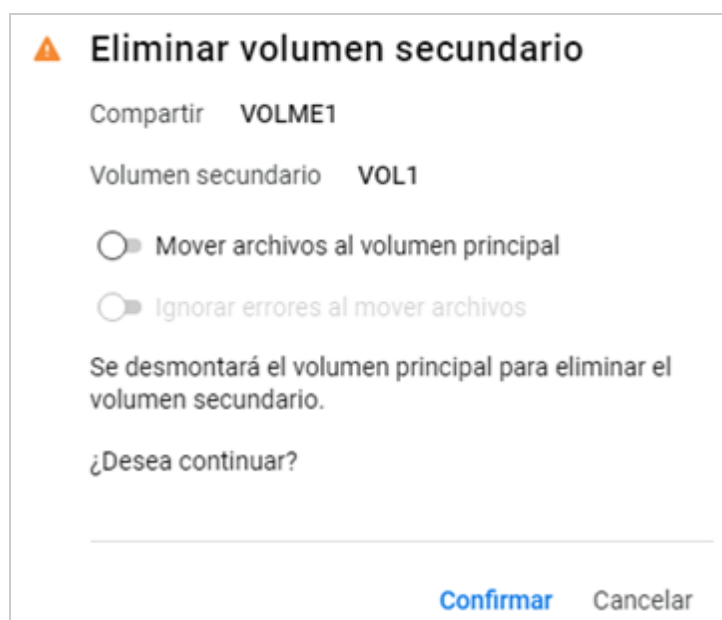 Eliminar volumen secundario
Compartir VOLME1
Volumen secundario VOL1
Mover archivos al volumen principal
Ignorar errores al mover archivos
Se desmontará el volumen principal para eliminar el
volumen secundario.
¿Desea continuar?
Confirmar Cancelar